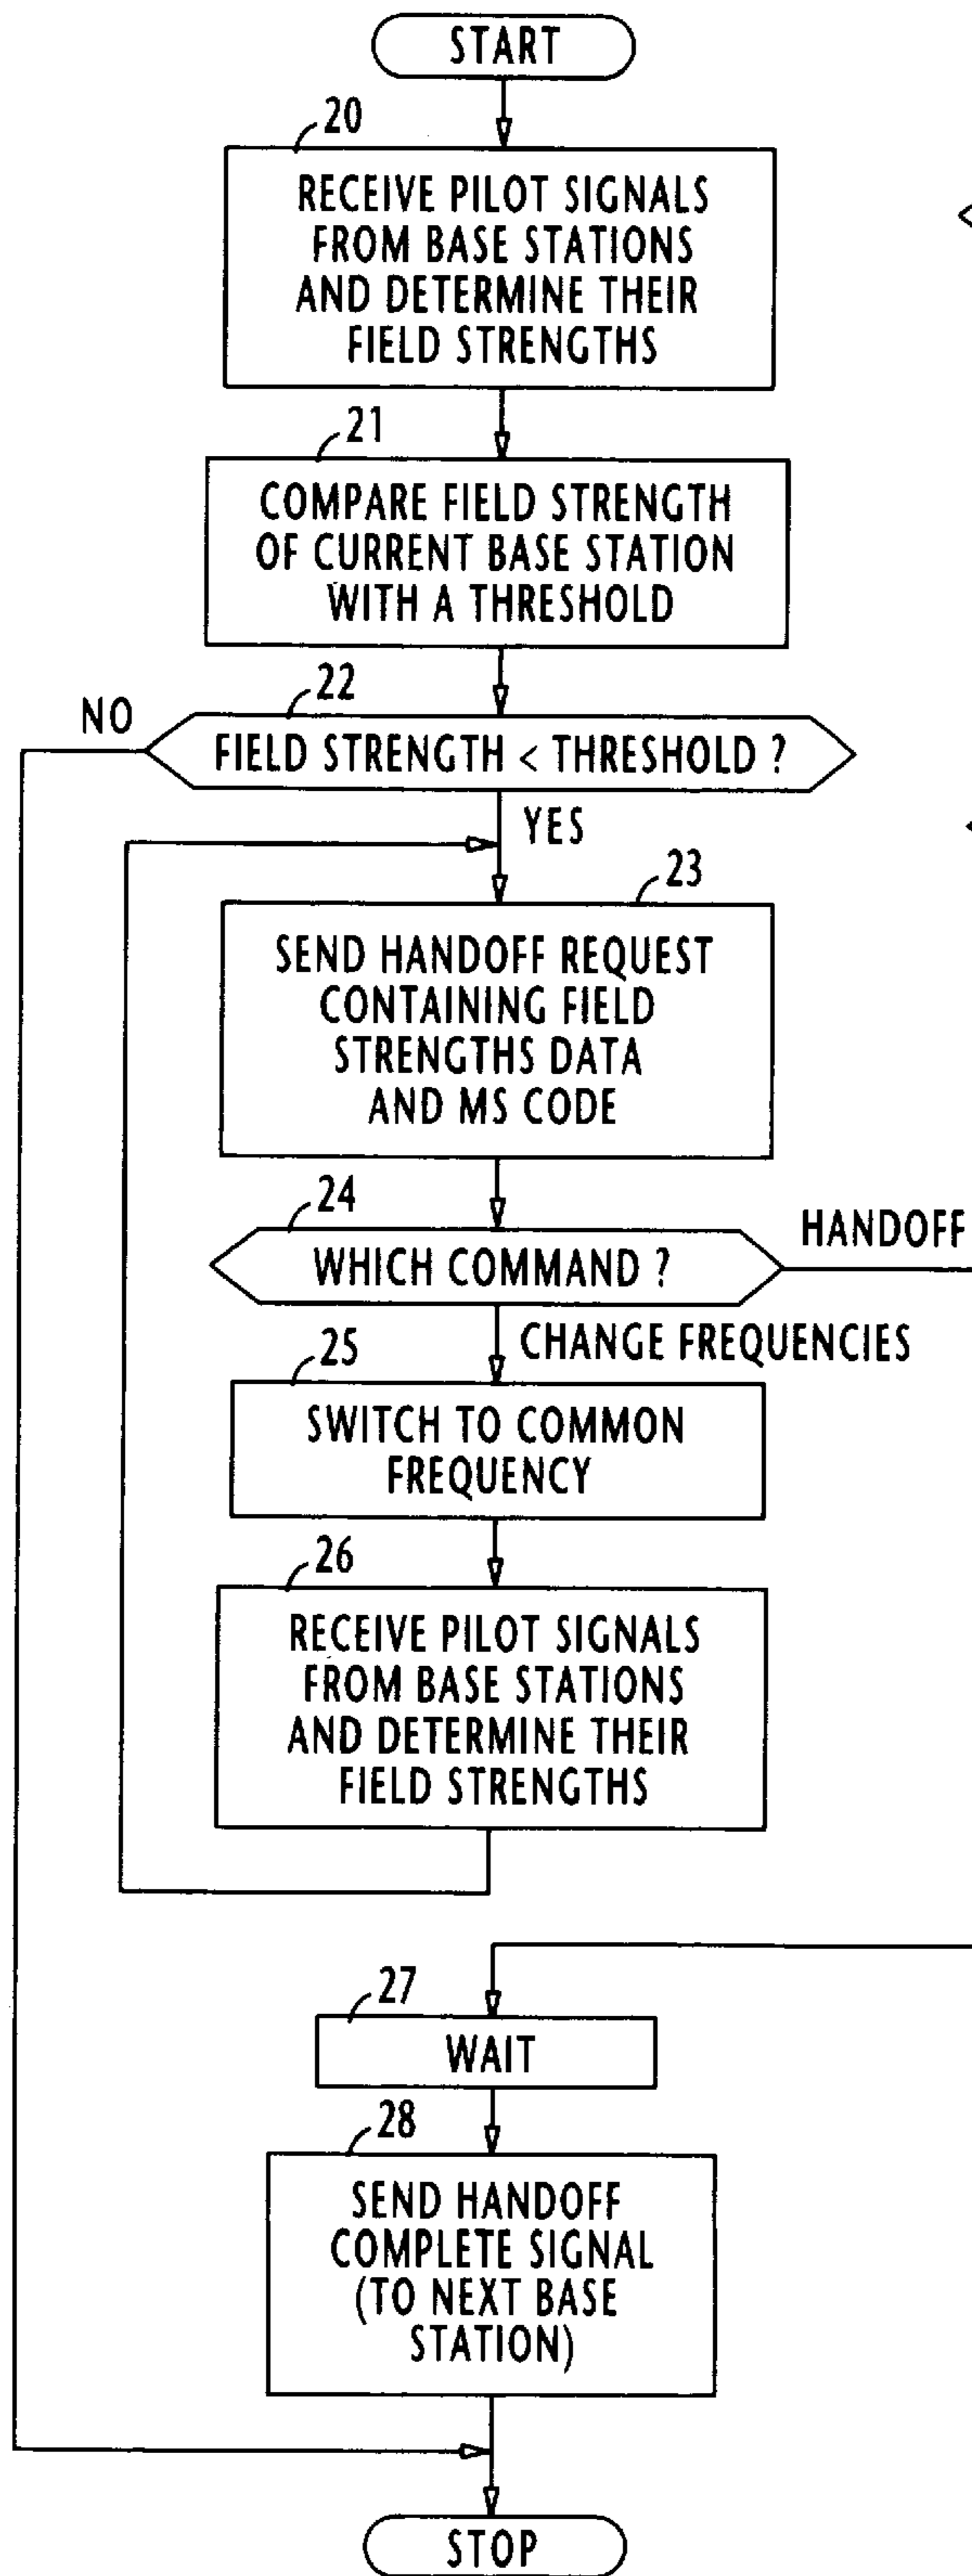 START
20
RECEIVE PILOT SIGNALS
FROM BASE STATIONS
AND DETERMINE THEIR
FIELD STRENGTHS
21
COMPARE FIELD STRENGTH
OF CURRENT BASE STATION
WITH A THRESHOLD
22
NO
FIELD STRENGTH < THRESHOLD ?
YES
23
SEND HANDOFF REQUEST
CONTAINING FIELD
STRENGTHS DATA
AND MS CODE
24
HANDOFF
WHICH COMMAND ?
CHANGE FREQUENCIES
25
SWITCH TO COMMON
FREQUENCY
26
RECEIVE PILOT SIGNALS
FROM BASE STATIONS
AND DETERMINE THEIR
FIELD STRENGTHS
27
WAIT
28
SEND HANDOFF
COMPLETE SIGNAL
(TO NEXT BASE
STATION)
STOP